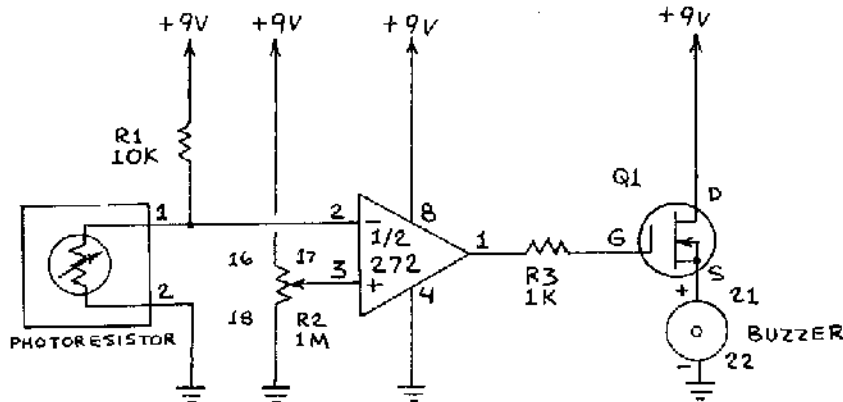 +9V
+9V
+9V
+9V
R1
10K
Q1
D
1
2
8
G
1/2
1
16
17
3
272
S
R3
1K
+
21
2
4
18
R2
1M
BUZZER
PHOTORESISTOR
-
22